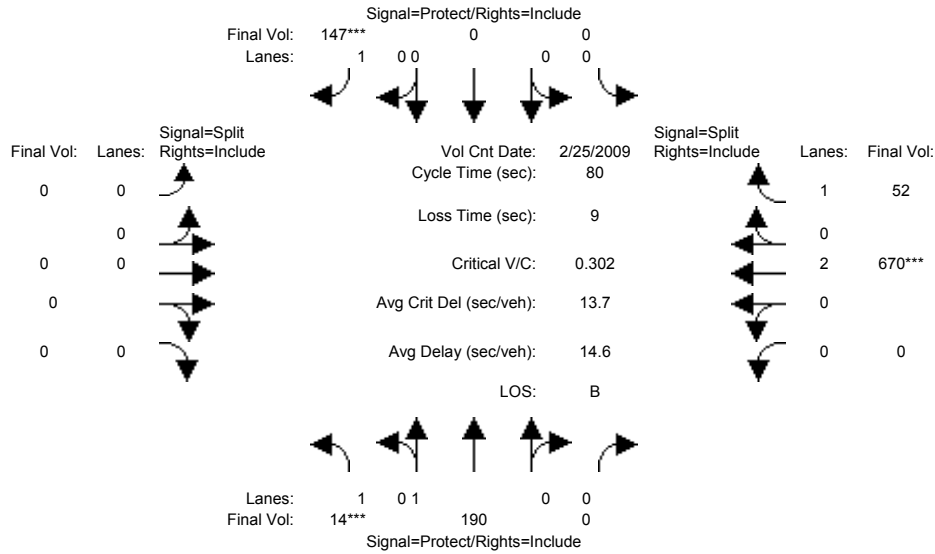 Signal=Protect/Rights=Include
Final Vol: 147*** 0 0
Lanes: 1 0 0 0 0
Signal=Split Signal=Split
Final Vol: Lanes: Rights=Include Vol Cnt Date: 2/25/2009 Rights=Include Lanes: Final Vol:
Cycle Time (sec): 80
0 0 1 52
Loss Time (sec): 9
0 0
0 0 Critical V/C: 0.302 2 670***
0 Avg Crit Del (sec/veh): 13.7 0
0 0 Avg Delay (sec/veh): 14.6 0 0
LOS: B
Lanes: 1 0 1 0 0
Final Vol: 14*** 190 0
Signal=Protect/Rights=Include